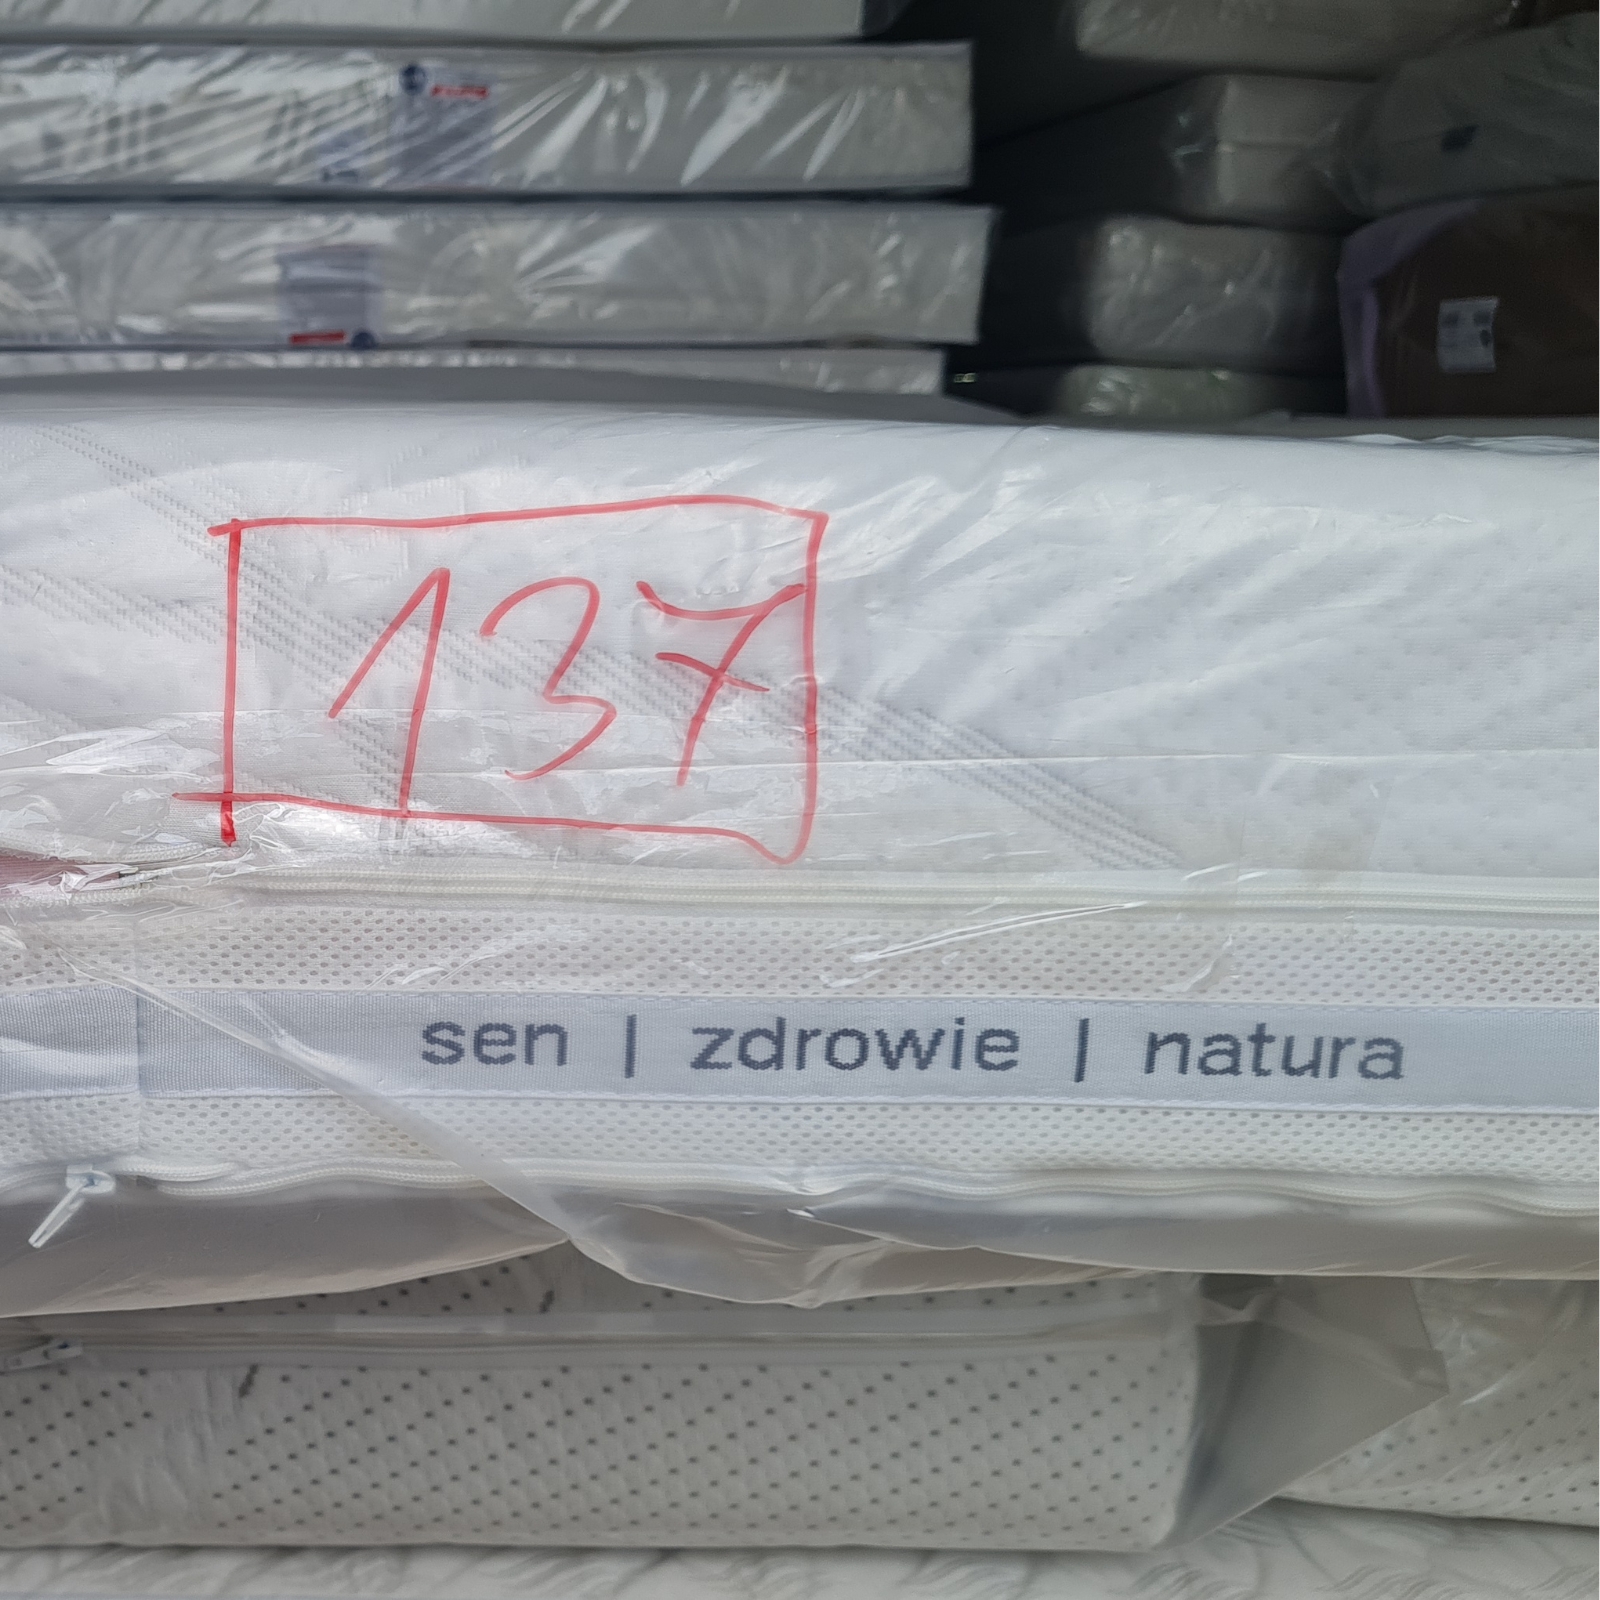 137
sen | zdrowie | natura